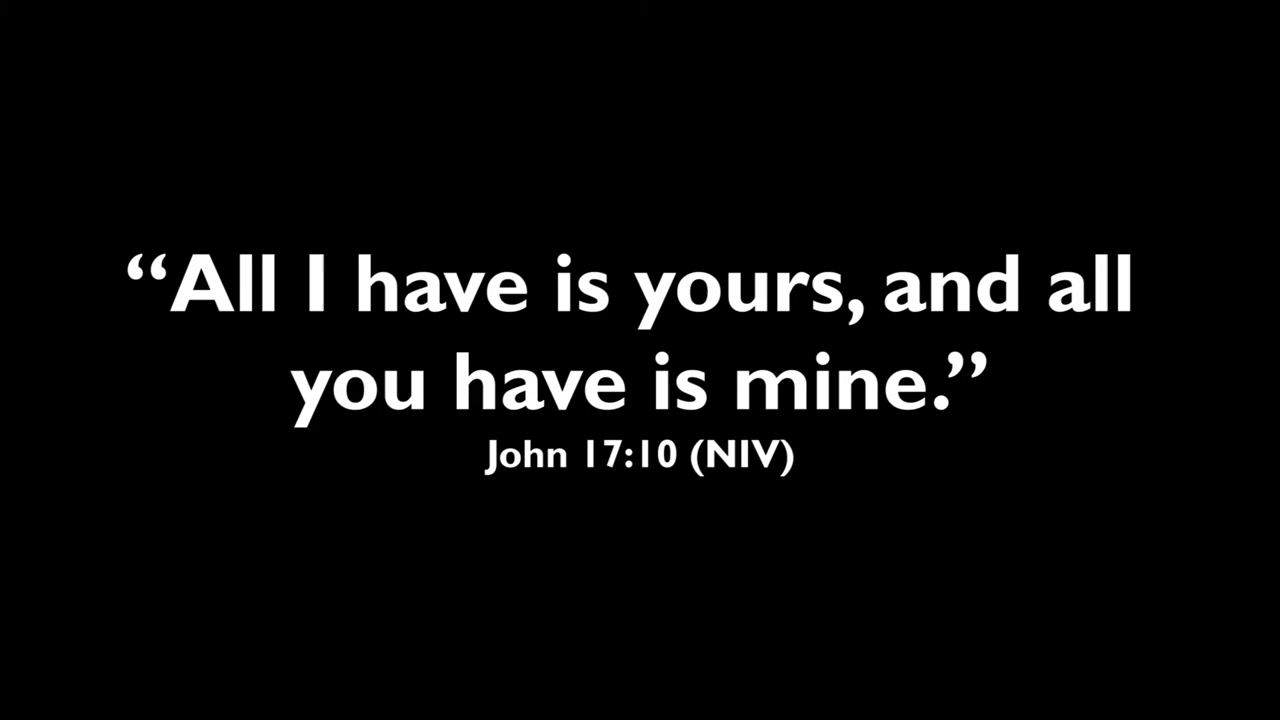 “All I have is yours, and all
you have is mine.”
John 17:10 (NIV)